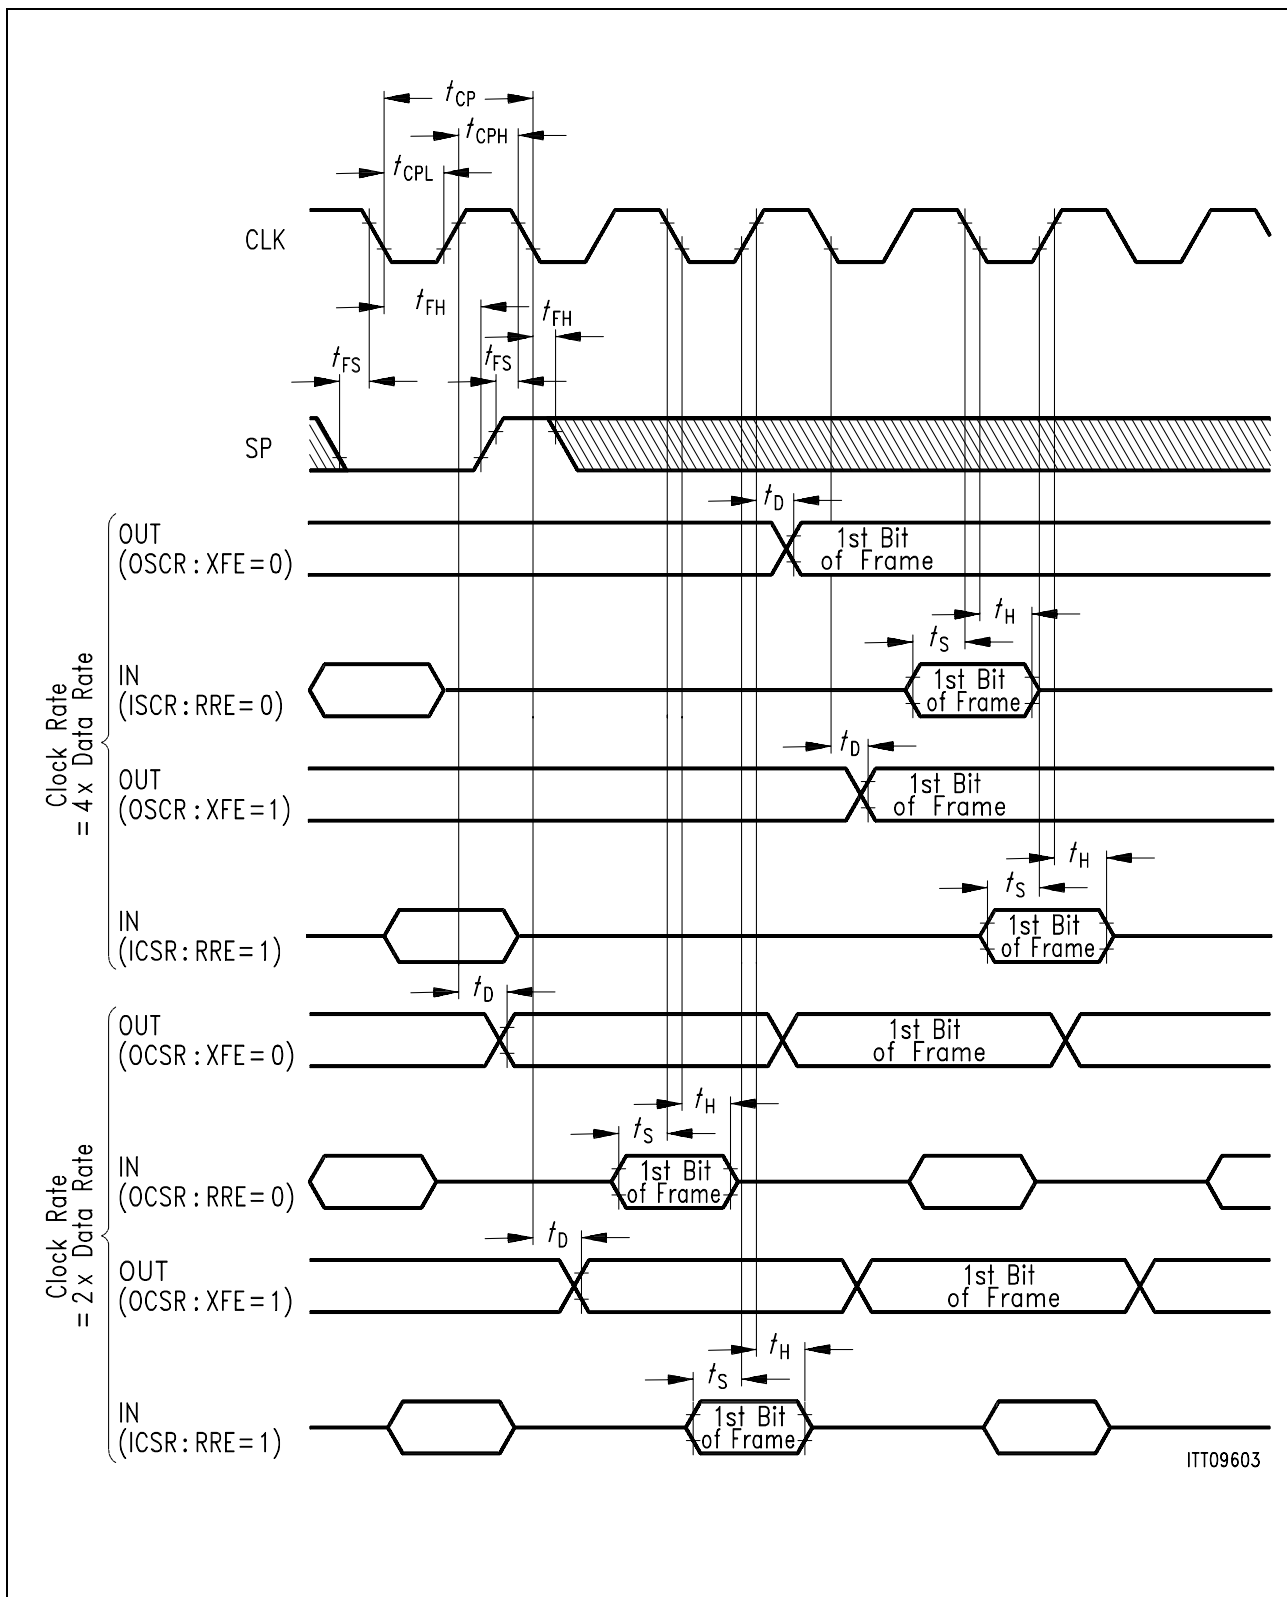 tCP
tCPH
tCPL
CLK
tFH
tFH
tFS
tFS
SP
tD
OUT
(OSCR:XFE=0)
1st Bit
of Frame
tH
tS
IN
(ISCR:RRE=0)
1st Bit
of Frame
Clock Rate
= 4 x Data Rate
tD
OUT
(OSCR:XFE=1)
1st Bit
of Frame
tH
tS
IN
(ICSR:RRE=1)
1st Bit
of Frame
tD
OUT
(OCSR:XFE=0)
1st Bit
of Frame
tH
tS
IN
(OCSR:RRE=0)
1st Bit
of Frame
Clock Rate
= 2 x Data Rate
tD
OUT
(OCSR:XFE=1)
1st Bit
of Frame
tH
tS
IN
(ICSR:RRE=1)
1st Bit
of Frame
ITT09603